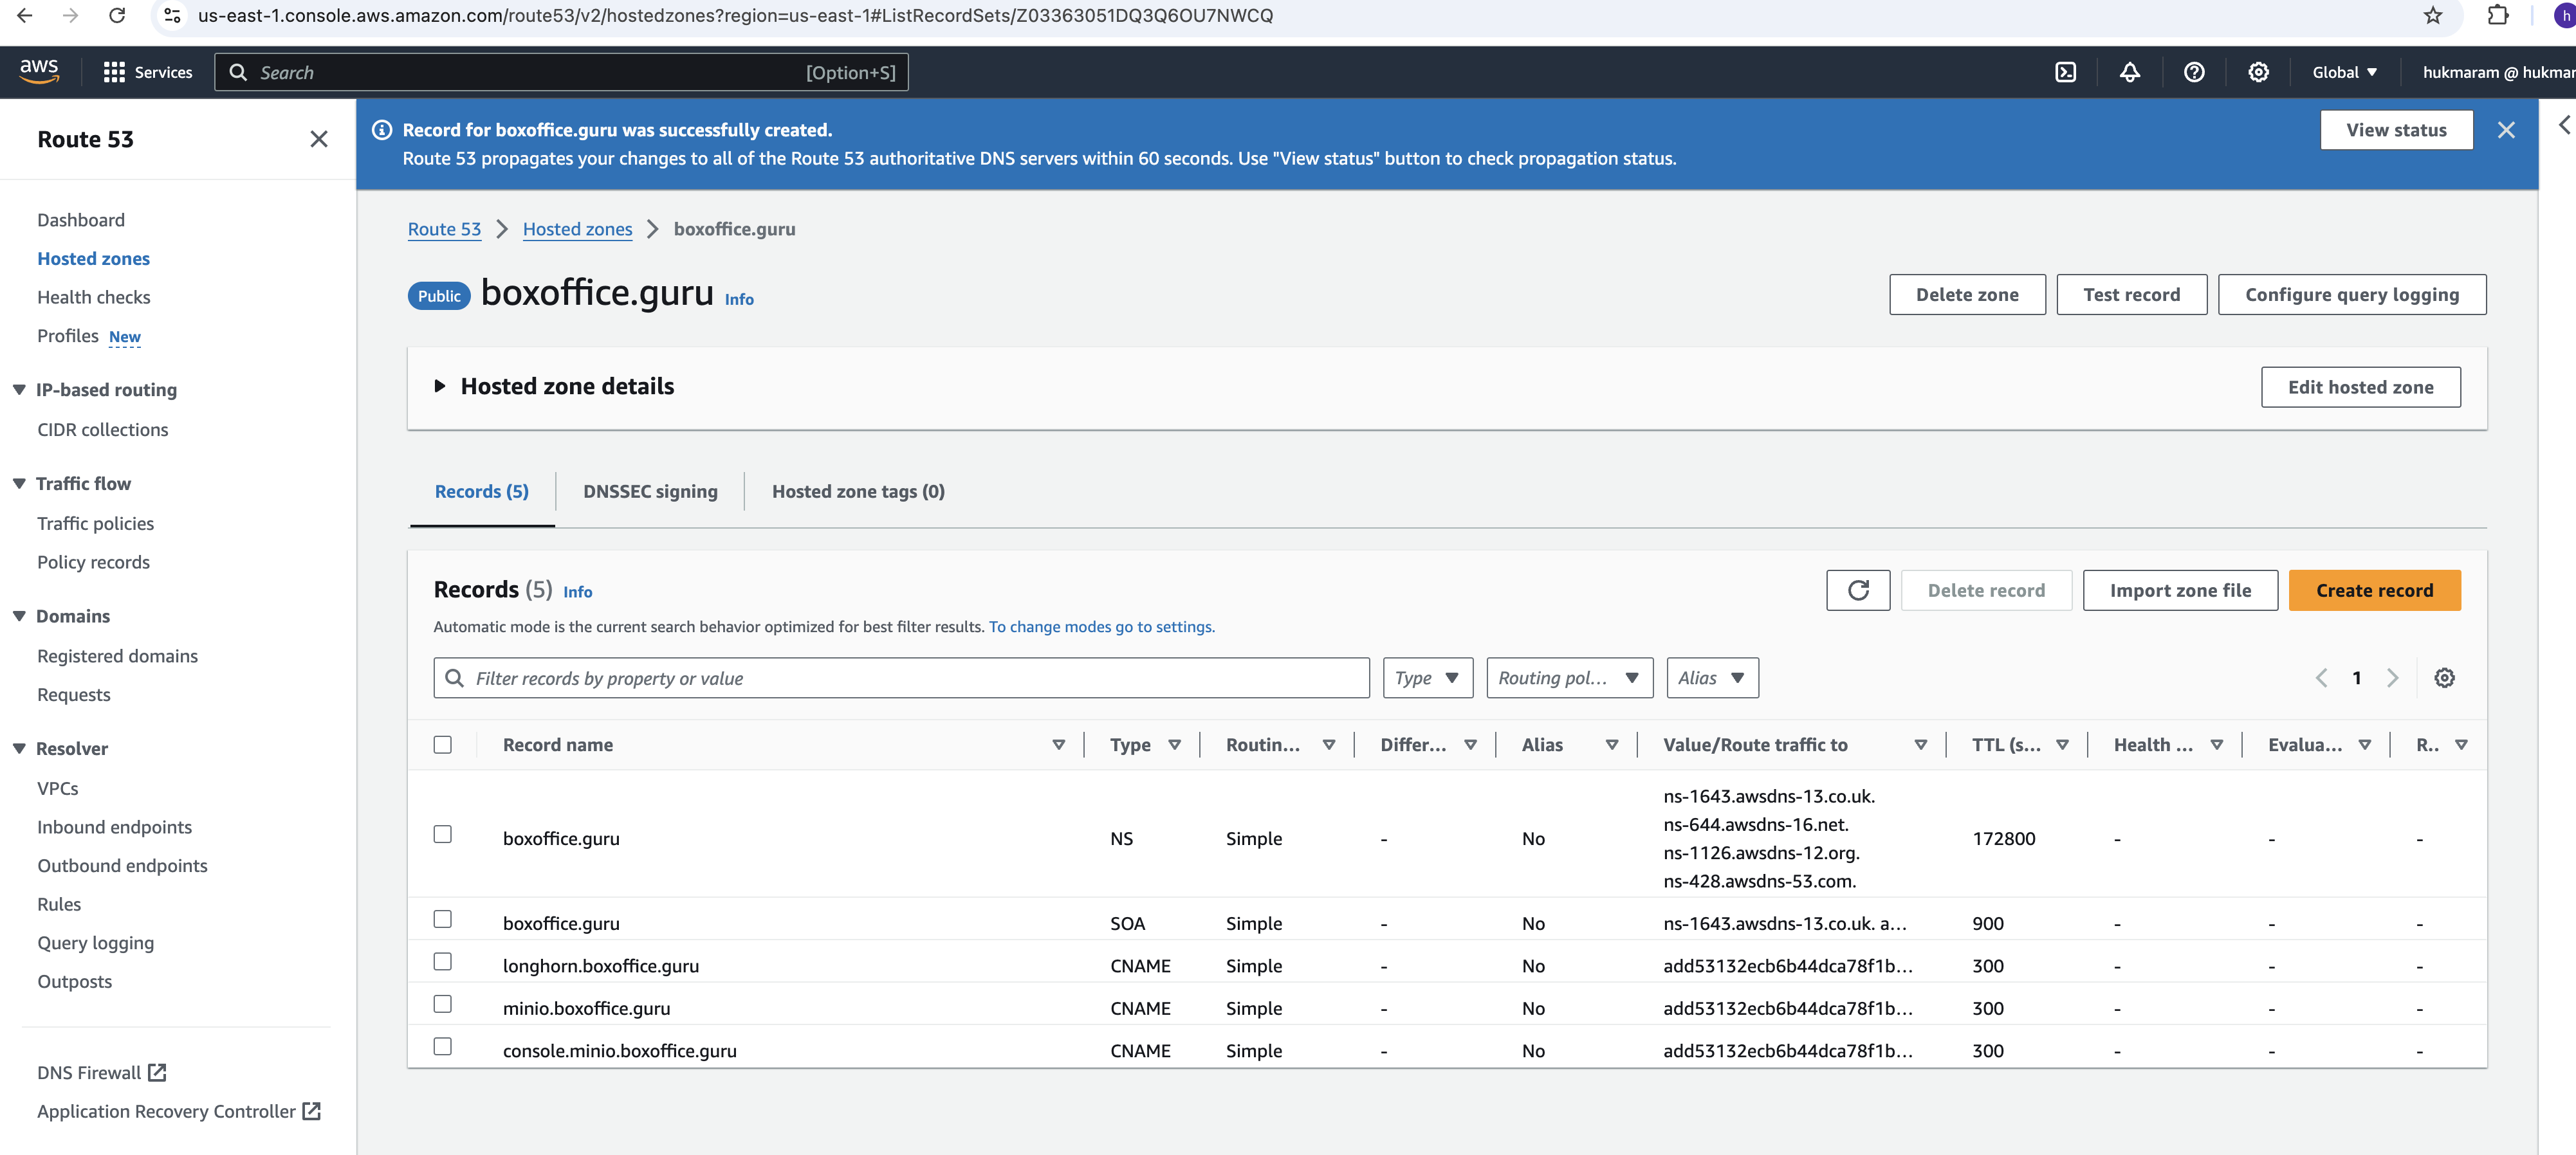 us-east-1.console.aws.amazon.com/route53/v2/hostedzones?region=us-east-1#ListRecordSets/Z03363051DQ3Q6OU7NWCQ
h
aws
Services
Search
[Option+S]
Global
hukmaram @ hukmar
Route 53
Dashboard
Hosted zones
Health checks
Profiles New
IP-based routing
CIDR collections
Traffic flow
Traffic policies
Policy records
Domains
Registered domains
Requests
Resolver
VPCs
Inbound endpoints
Outbound endpoints
Rules
Query logging
Outposts
DNS Firewall
Application Recovery Controller
Record for boxoffice.guru was successfully created.
Route 53 propagates your changes to all of the Route 53 authoritative DNS servers within 60 seconds. Use "View status" button to check propagation status.
View status
Route 53 Hosted zones boxoffice.guru
Public boxoffice.guru Info
Delete zone
Test record
Configure query logging
Hosted zone details
Edit hosted zone
Records (5)
DNSSEC signing
Hosted zone tags (0)
Records (5) Info
Delete record
Import zone file
Create record
Automatic mode is the current search behavior optimized for best filter results. To change modes go to settings.
Filter records by property or value
Type
Routing pol...
Alias
1
Record name Type Routin... Differ... Alias Value/Route traffic to TTL (s... Health ... Evalua... R..
ns-1643.awsdns-13.co.uk.
ns-644.awsdns-16.net.
boxoffice.guru NS Simple - No 172800 - - -
ns-1126.awsdns-12.org.
ns-428.awsdns-53.com.
boxoffice.guru SOA Simple - No ns-1643.awsdns-13.co.uk. a... 900 - - -
longhorn.boxoffice.guru CNAME Simple - No add53132ecb6b44dca78f1b... 300 - - -
minio.boxoffice.guru CNAME Simple - No add53132ecb6b44dca78f1b... 300 - - -
console.minio.boxoffice.guru CNAME Simple - No add53132ecb6b44dca78f1b... 300 - - -